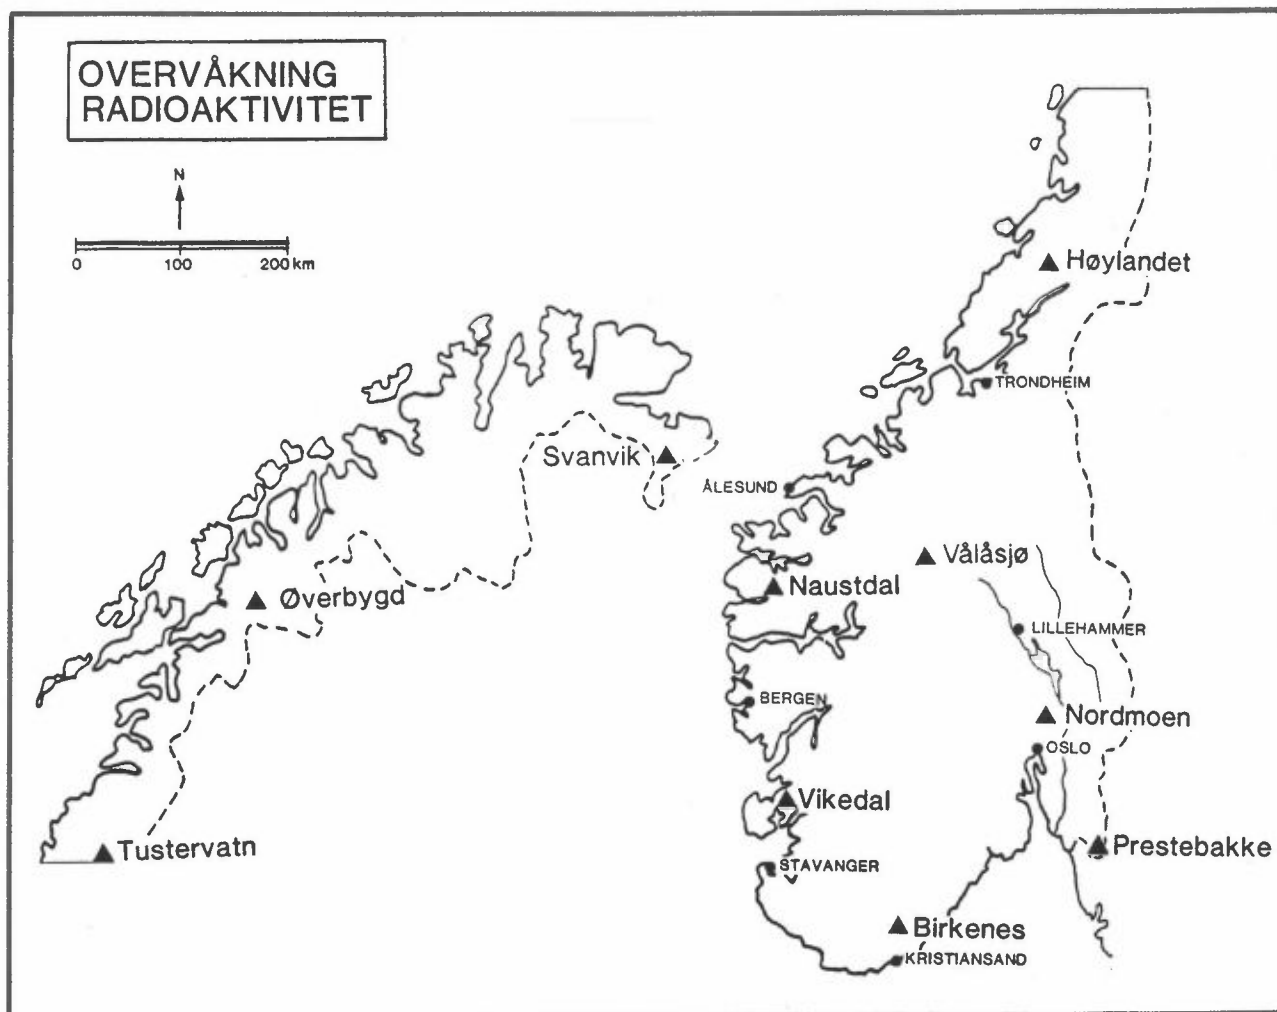 OVERVÅKNING
RADIOAKTIVITET
N
0 100 200 km
Høylandet
TRONDHEIM
Svanvik
ÅLESUND
Vålåsjø
Naustdal
Øverbygd
LILLEHAMMER
BERGEN
Nordmoen
OSLO
Vikedal
Tustervatn
Prestebakke
STAVANGER
Birkenes
KRISTIANSAND